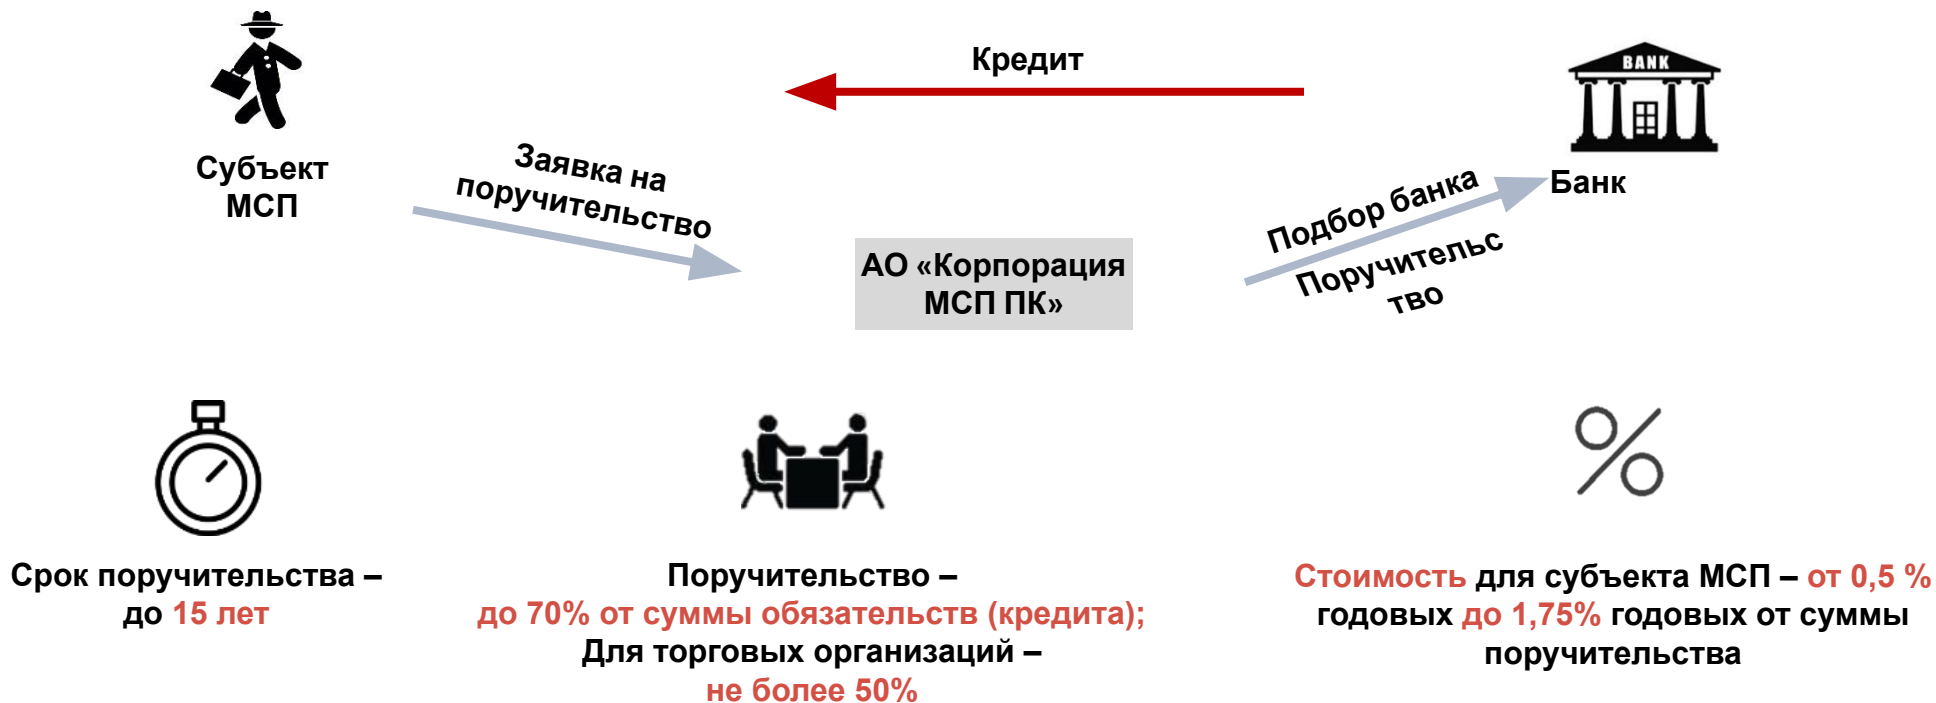 Кредит
BANK
Субъект
МСП
Заявка на
поручительство
Подбор банка
Банк
Поручительс
тво
АО «Корпорация
МСП ПК»
Срок поручительства –
до 15 лет
Поручительство –
до 70% от суммы обязательств (кредита);
Для торговых организаций –
не более 50%
Стоимость для субъекта МСП – от 0,5 %
годовых до 1,75% годовых от суммы
поручительства